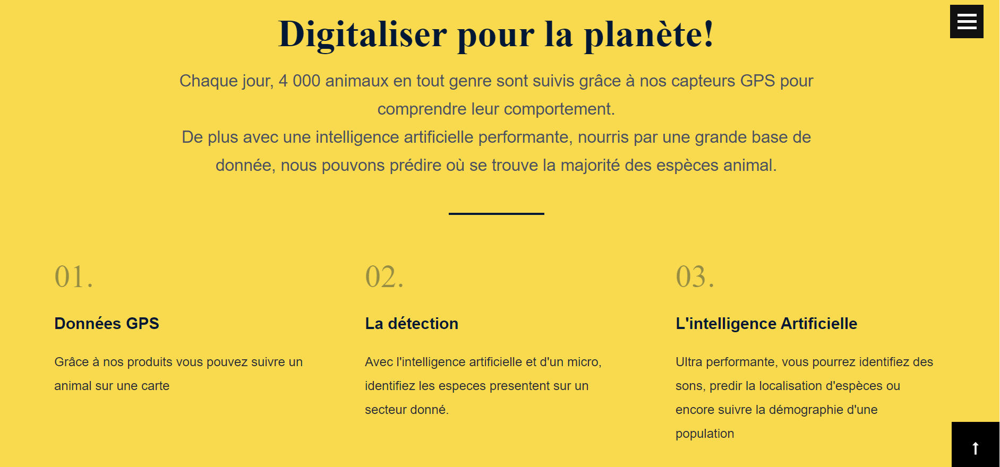 Digitaliser pour la planète!
Chaque jour, 4 000 animaux en tout genre sont suivis grâce à nos capteurs GPS pour
comprendre leur comportement.
De plus avec une intelligence artificielle performante, nourris par une grande base de
donnée, nous pouvons prédire où se trouve la majorité des espèces animal.
01.
Données GPS
Grâce à nos produits vous pouvez suivre un
animal sur une carte
02.
La détection
Avec l'intelligence artificielle et d'un micro,
identifiez les especes presentent sur un
secteur donné.
03.
L'intelligence Artificielle
Ultra performante, vous pourrez identifiez des
sons, predir la localisation d'espèces ou
encore suivre la démographie d'une
population